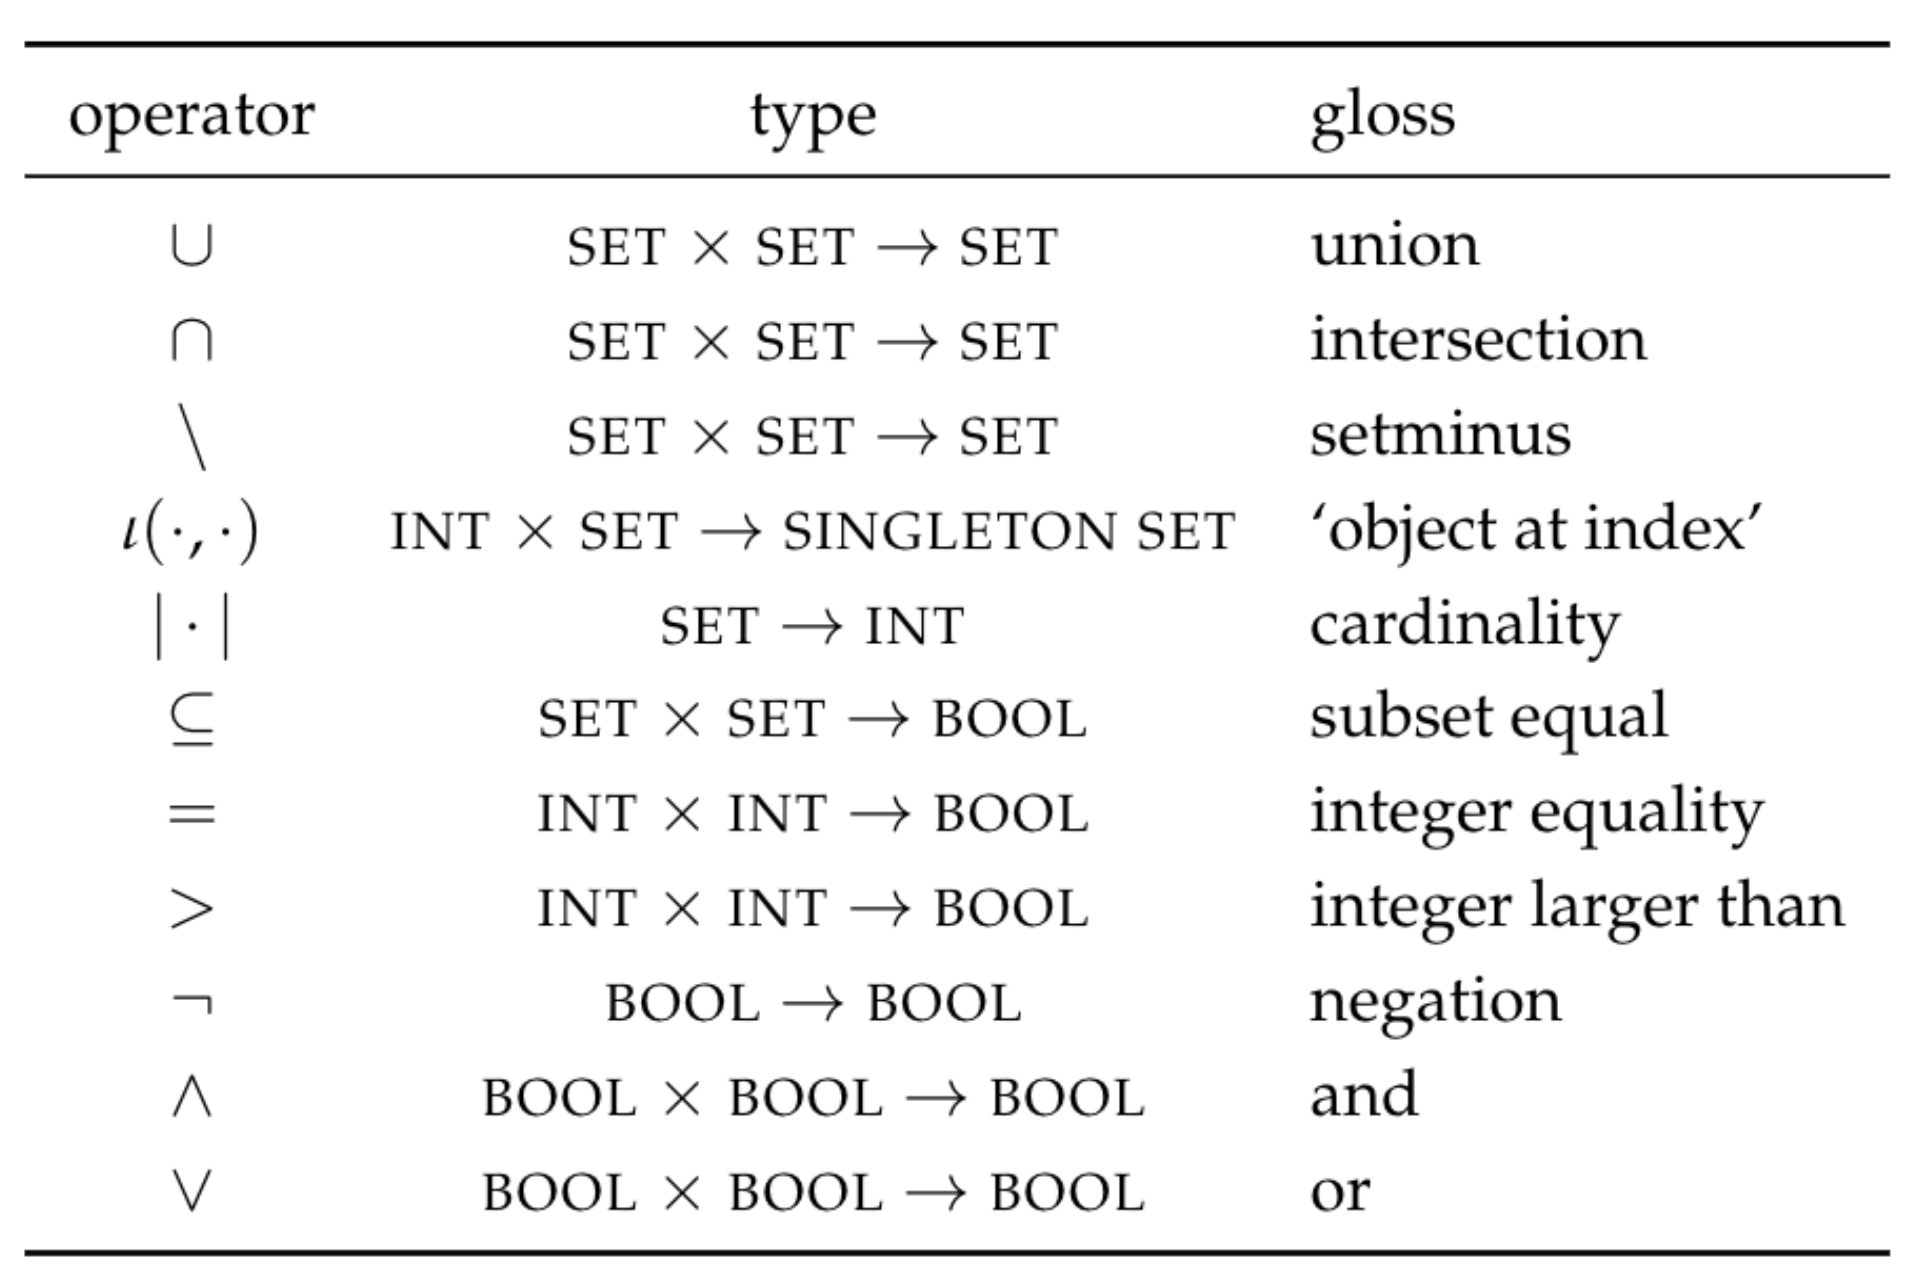 operator type gloss
∪ SET × SET → SET union
∩ SET × SET → SET intersection
\ SET × SET → SET setminus
ι(·,·) INT × SET → SINGLETON SET ‘object at index’
|·| SET → INT cardinality
⊆ SET × SET → BOOL subset equal
= INT × INT → BOOL integer equality
> INT × INT → BOOL integer larger than
¬ BOOL → BOOL negation
∧ BOOL × BOOL → BOOL and
∨ BOOL × BOOL → BOOL or